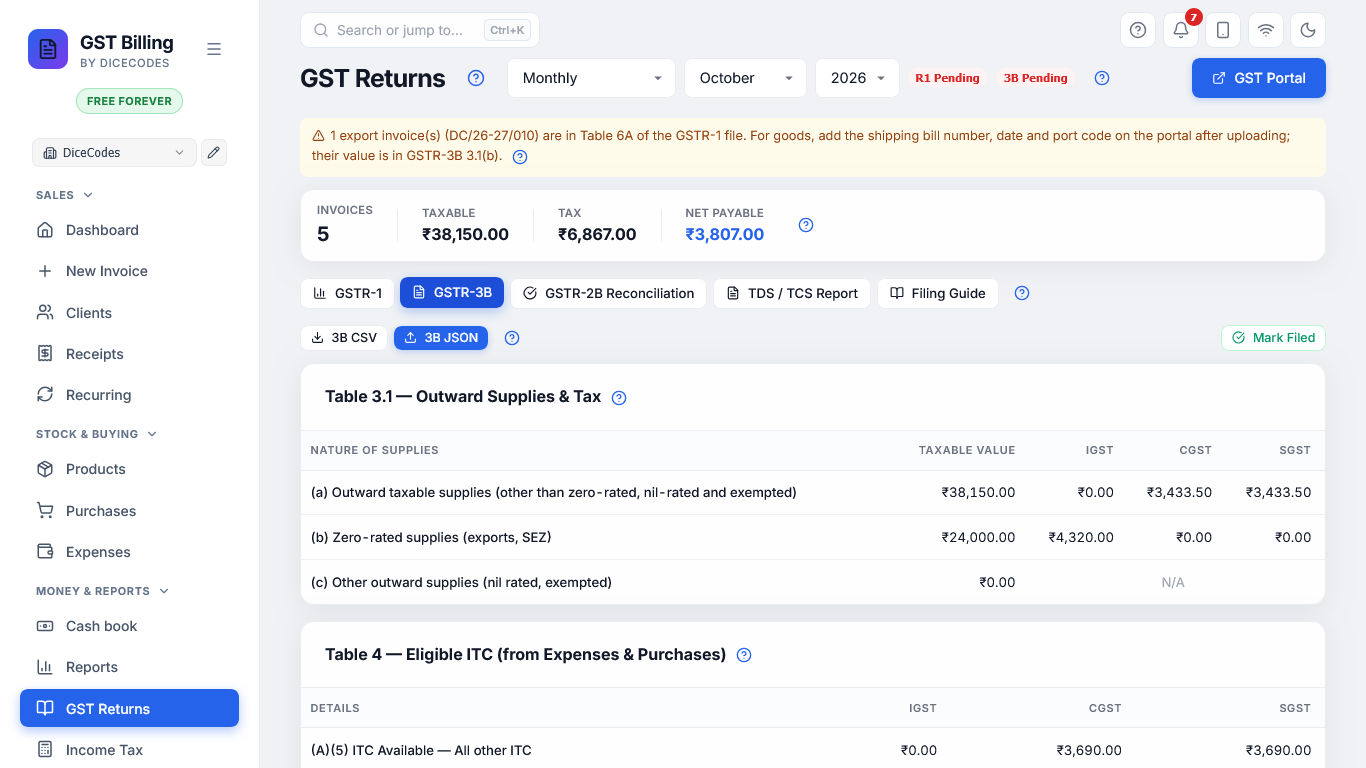 GST Billing
BY DICECODES
FREE FOREVER
DiceCodes
SALES
Dashboard
New Invoice
Clients
Receipts
Recurring
STOCK & BUYING
Products
Purchases
Expenses
MONEY & REPORTS
Cash book
Reports
GST Returns
Income Tax
Search or jump to... Ctrl+K
7
GST Returns Monthly October 2026 R1 Pending 3B Pending GST Portal
1 export invoice(s) (DC/26-27/010) are in Table 6A of the GSTR-1 file. For goods, add the shipping bill number, date and port code on the portal after uploading;
their value is in GSTR-3B 3.1(b).
INVOICES TAXABLE TAX NET PAYABLE
5 ₹38,150.00 ₹6,867.00 ₹3,807.00
GSTR-1 GSTR-3B GSTR-2B Reconciliation TDS / TCS Report Filing Guide
3B CSV 3B JSON Mark Filed
Table 3.1 — Outward Supplies & Tax
NATURE OF SUPPLIES TAXABLE VALUE IGST CGST SGST
(a) Outward taxable supplies (other than zero-rated, nil-rated and exempted) ₹38,150.00 ₹0.00 ₹3,433.50 ₹3,433.50
(b) Zero-rated supplies (exports, SEZ) ₹24,000.00 ₹4,320.00 ₹0.00 ₹0.00
(c) Other outward supplies (nil rated, exempted) ₹0.00 N/A
Table 4 — Eligible ITC (from Expenses & Purchases)
DETAILS IGST CGST SGST
(A)(5) ITC Available — All other ITC ₹0.00 ₹3,690.00 ₹3,690.00